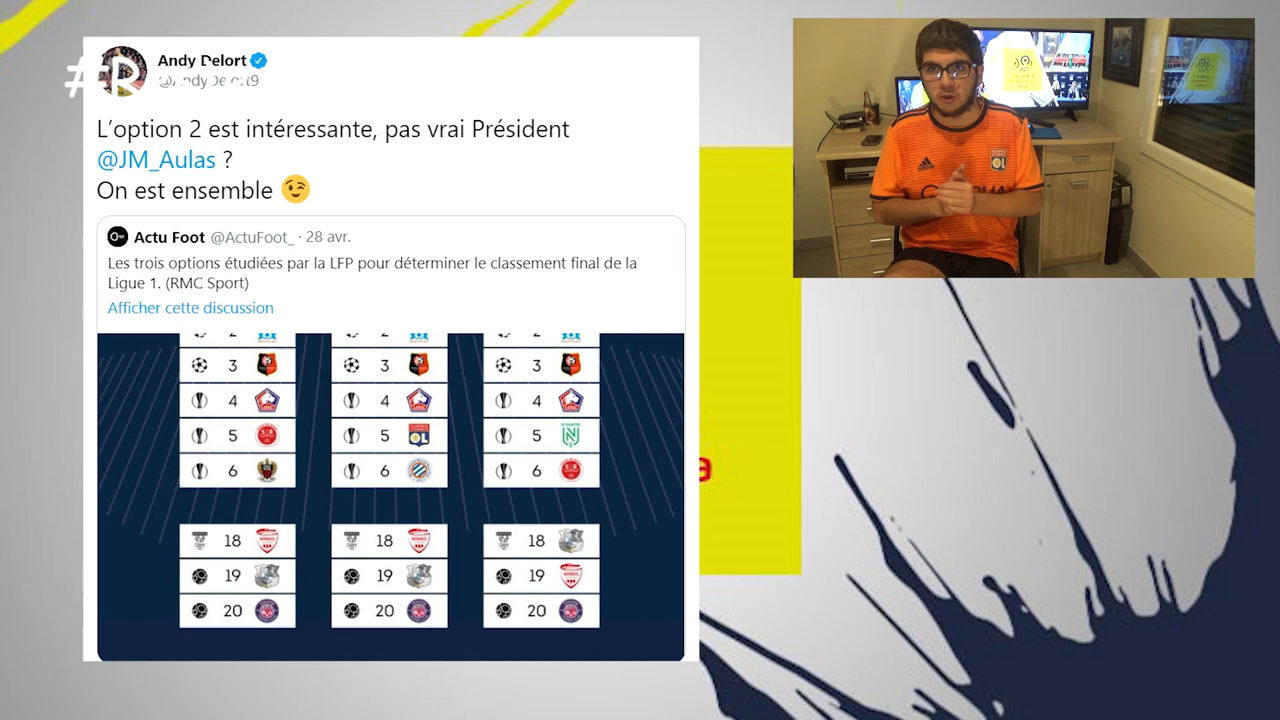 #R
Andy Delort
L'option 2 est intéressante, pas vrai Président
@JM_Aulas ?
On est ensemble 😉
Actu Foot @ActuFoot_ · 28 avr.
Les trois options étudiées par la LFP pour déterminer le classement final de la
Ligue 1. (RMC Sport)
Afficher cette discussion
3 3 3
4 4 4
5 5 5
6 6 6
18 18 18
19 19 19
20 20 20
a
OL